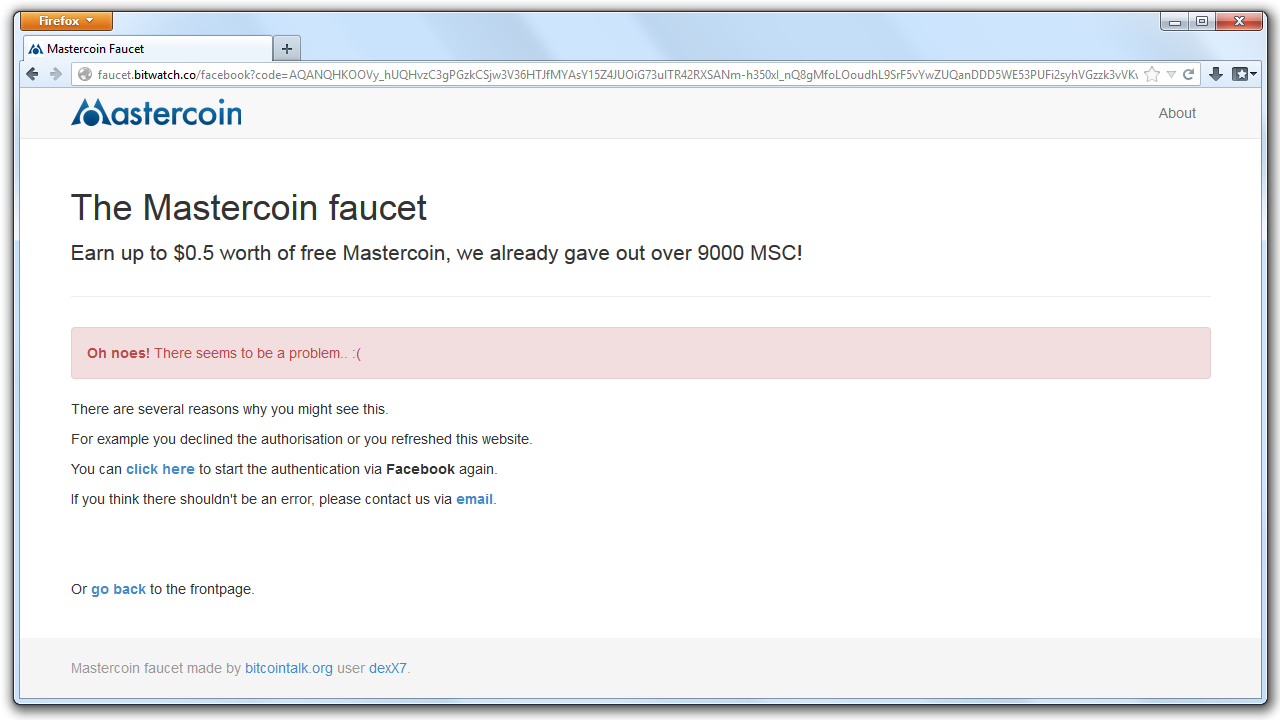 Firefox
Mastercoin Faucet
faucet.bitwatch.co/facebook?code=
Mastercoin
About
The Mastercoin faucet
Earn up to $0.5 worth of free Mastercoin, we already gave out over 9000 MSC!
Oh noes! There seems to be a problem.. :(
There are several reasons why you might see this.
For example you declined the authorisation or you refreshed this website.
You can click here to start the authentication via Facebook again.
If you think there shouldn't be an error, please contact us via email.
Or go back to the frontpage.
Mastercoin faucet made by bitcointalk.org user dexX7.